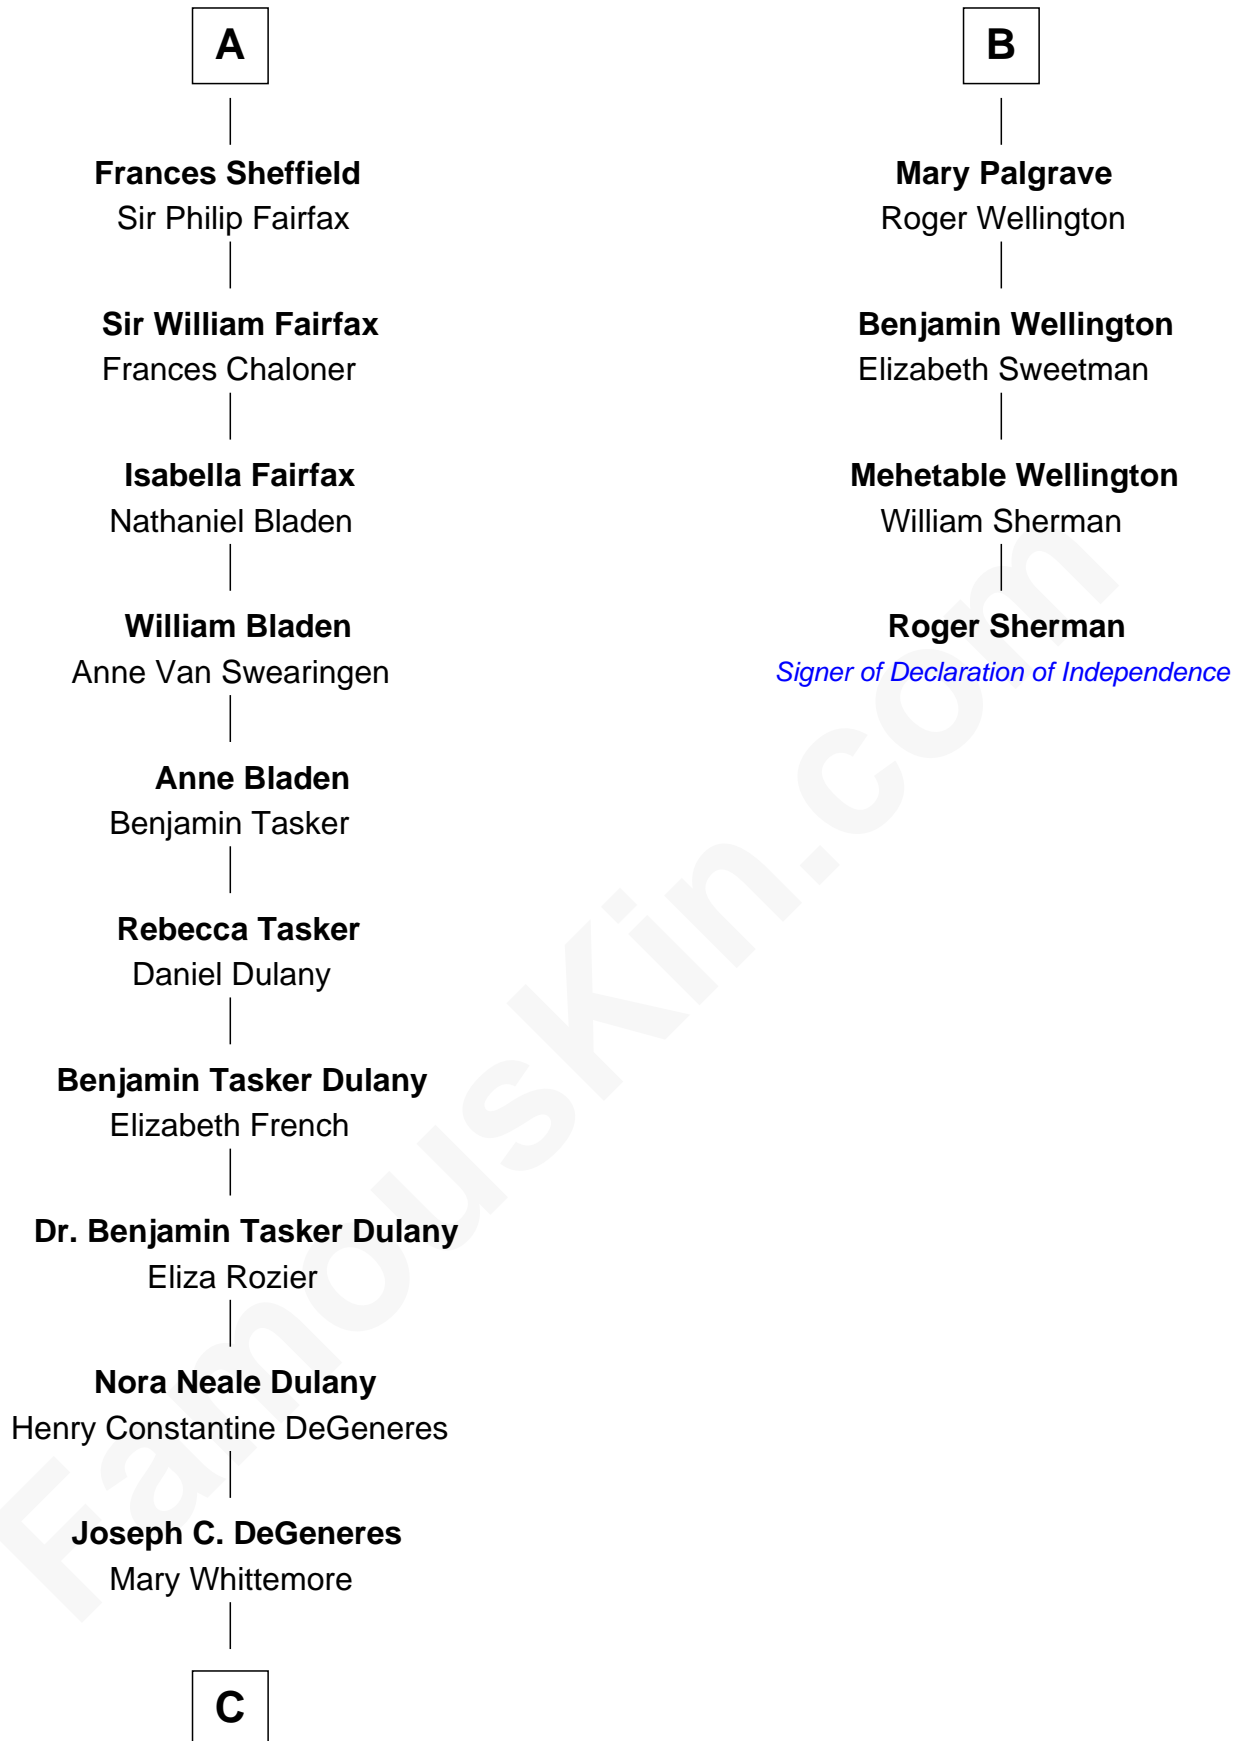 A
Frances Sheffield
Sir Philip Fairfax
Sir William Fairfax
Frances Chaloner
Isabella Fairfax
Nathaniel Bladen
William Bladen
Anne Van Swearingen
Anne Bladen
Benjamin Tasker
Rebecca Tasker
Daniel Dulany
Benjamin Tasker Dulany
Elizabeth French
Dr. Benjamin Tasker Dulany
Eliza Rozier
Nora Neale Dulany
Henry Constantine DeGeneres
Joseph C. DeGeneres
Mary Whittemore
C
B
Mary Palgrave
Roger Wellington
Benjamin Wellington
Elizabeth Sweetman
Mehetable Wellington
William Sherman
Roger Sherman
Signer of Declaration of Independence
FamousKin.com